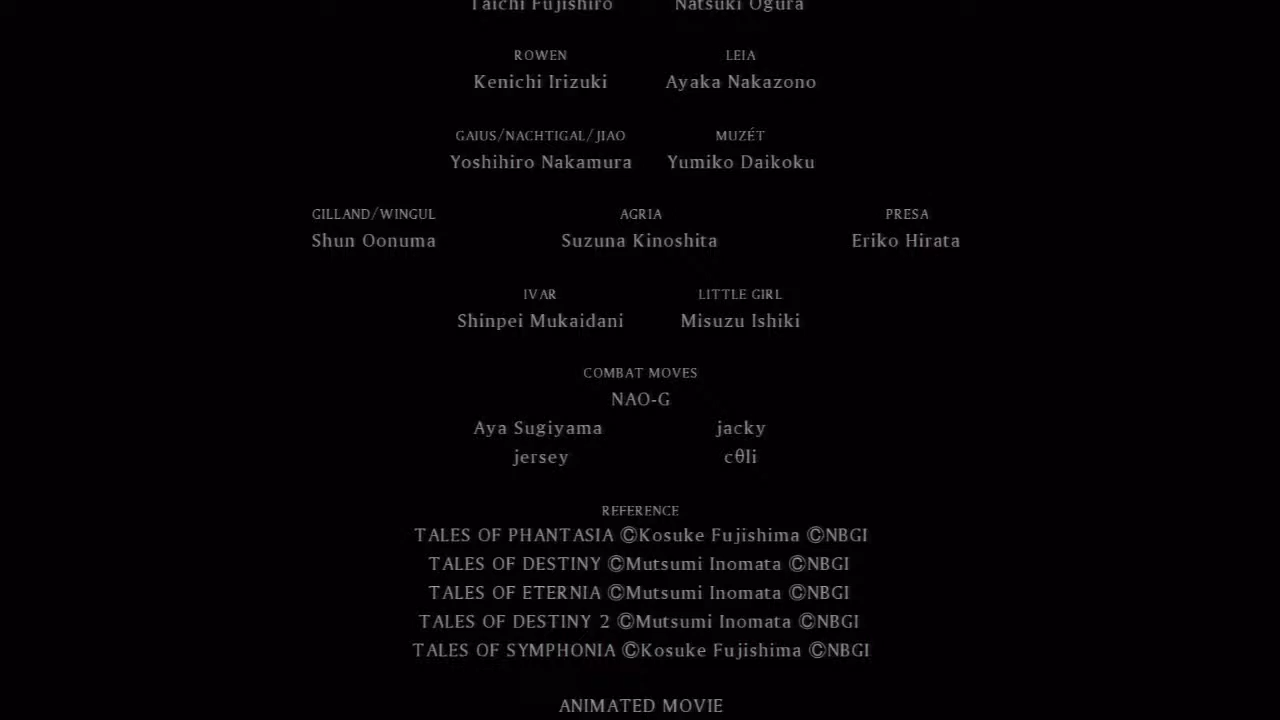 Taichi Fujishiro Natsuki Ogura
ROWEN LEIA
Kenichi Irizuki Ayaka Nakazono
GAIUS/NACHTIGAL/JIAO MUZÉT
Yoshihiro Nakamura Yumiko Daikoku
GILLAND/WINGUL AGRIA PRESA
Shun Oonuma Suzuna Kinoshita Eriko Hirata
IVAR LITTLE GIRL
Shinpei Mukaidani Misuzu Ishiki
COMBAT MOVES
NAO-G
Aya Sugiyama jacky
jersey cθli
REFERENCE
TALES OF PHANTASIA ©Kosuke Fujishima ©NBGI
TALES OF DESTINY ©Mutsumi Inomata ©NBGI
TALES OF ETERNIA ©Mutsumi Inomata ©NBGI
TALES OF DESTINY 2 ©Mutsumi Inomata ©NBGI
TALES OF SYMPHONIA ©Kosuke Fujishima ©NBGI
ANIMATED MOVIE